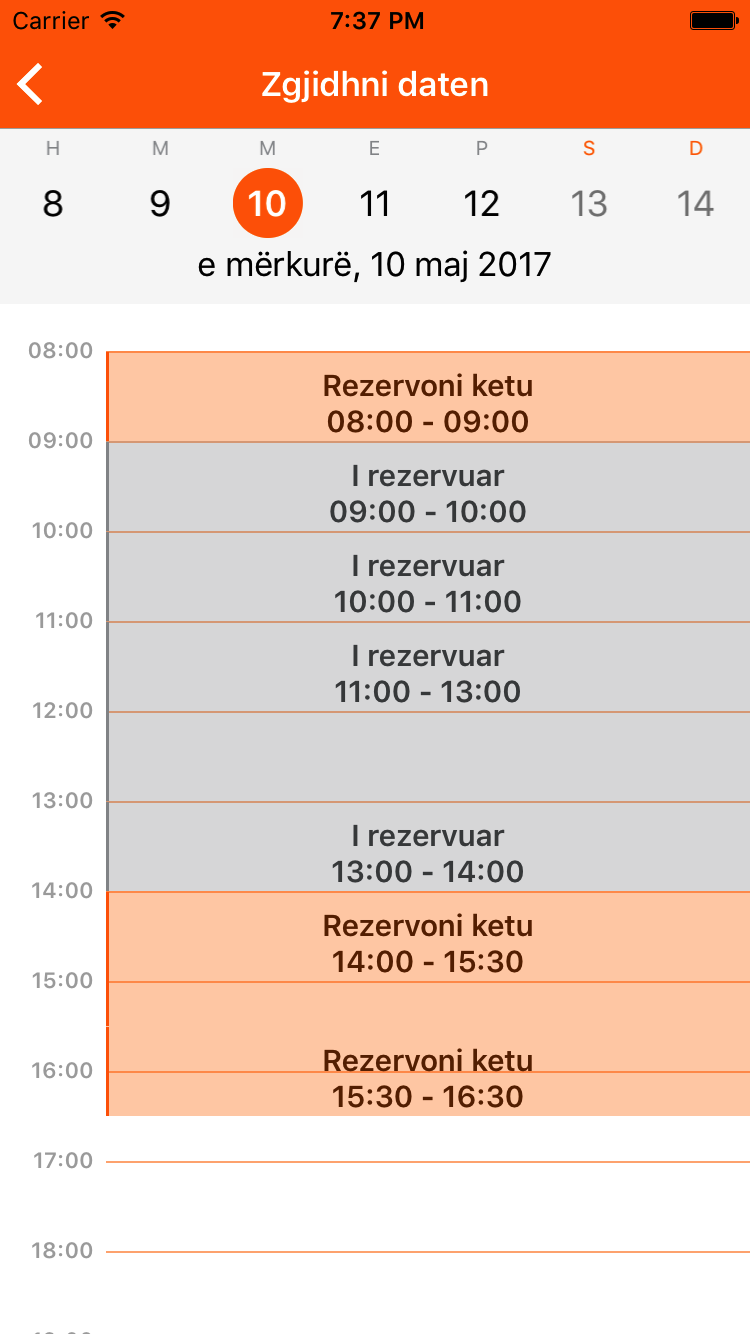 Carrier 7:37 PM
Zgjidhni daten
H M M E P S D
8 9 10 11 12 13 14
e mërkurë, 10 maj 2017
08:00
Rezervoni ketu
08:00 - 09:00
09:00
I rezervuar
09:00 - 10:00
10:00
I rezervuar
10:00 - 11:00
11:00
I rezervuar
11:00 - 13:00
12:00
13:00
I rezervuar
13:00 - 14:00
14:00
Rezervoni ketu
14:00 - 15:30
15:00
Rezervoni ketu
16:00
15:30 - 16:30
17:00
18:00